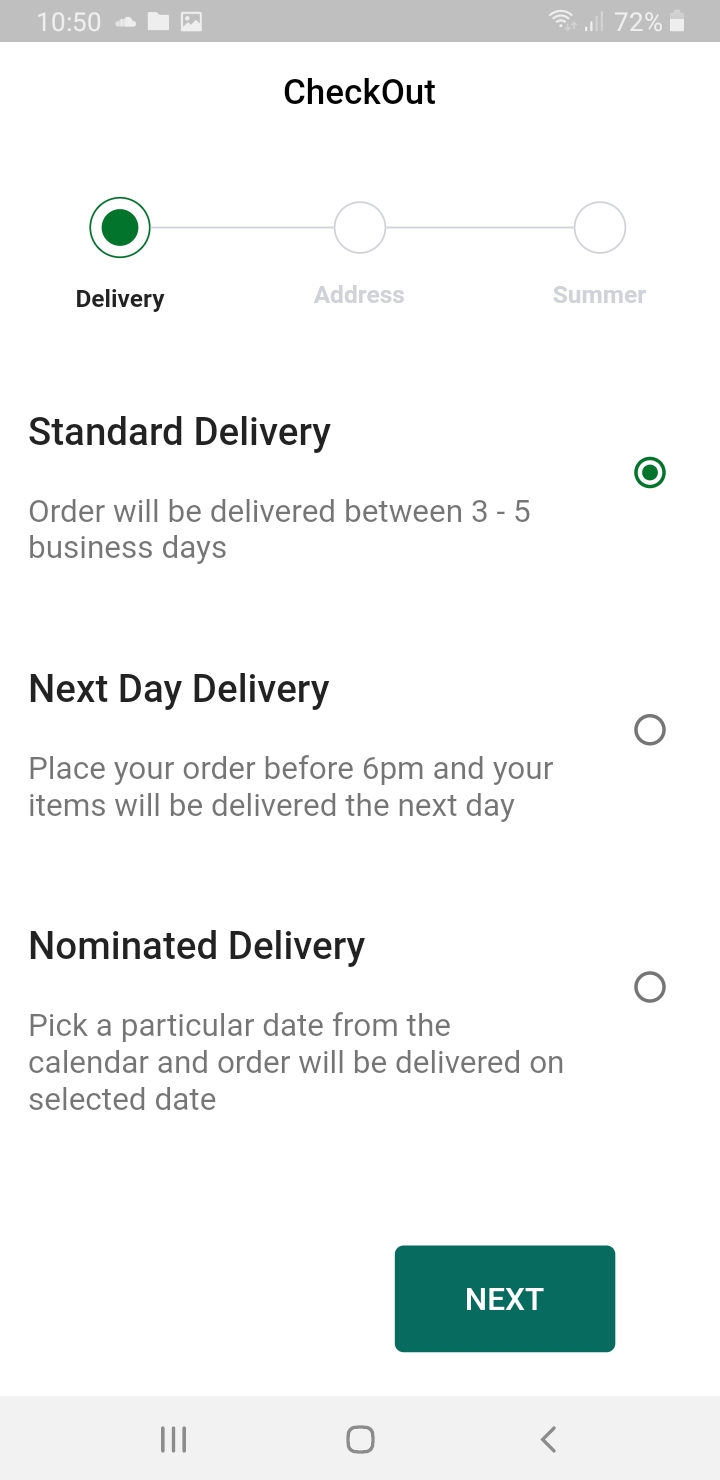 10:50
72%
CheckOut
Delivery
Address
Summer
Standard Delivery
Order will be delivered between 3 - 5
business days
Next Day Delivery
Place your order before 6pm and your
items will be delivered the next day
Nominated Delivery
Pick a particular date from the
calendar and order will be delivered on
selected date
NEXT